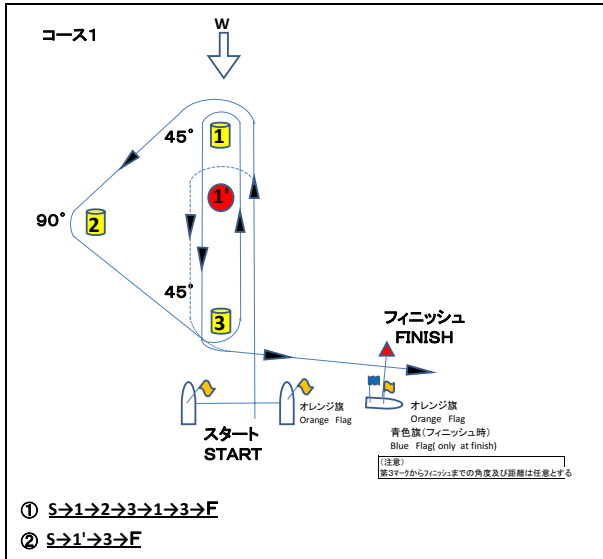 コース1
W
45°
1
1'
90°
2
45°
3
フィニッシュ
FINISH
オレンジ旗
Orange Flag
スタート
START
オレンジ旗
Orange Flag
青色旗(フィニッシュ時)
Blue Flag( only at finish)
(注意)
第3マークからフィニッシュまでの角度及び距離は任意とする
① S→1→2→3→1→3→F
② S→1'→3→F